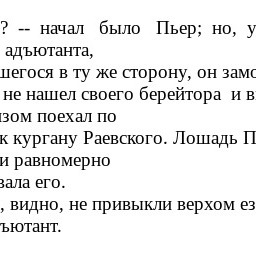 ? -- начал было Пьер; но, у
адъютанта,
шегося в ту же сторону, он замо
не нашел своего берейтора и в
изом поехал по
к кургану Раевского. Лошадь П
и равномерно
вала его.
, видно, не привыкли верхом ез
ъютант.